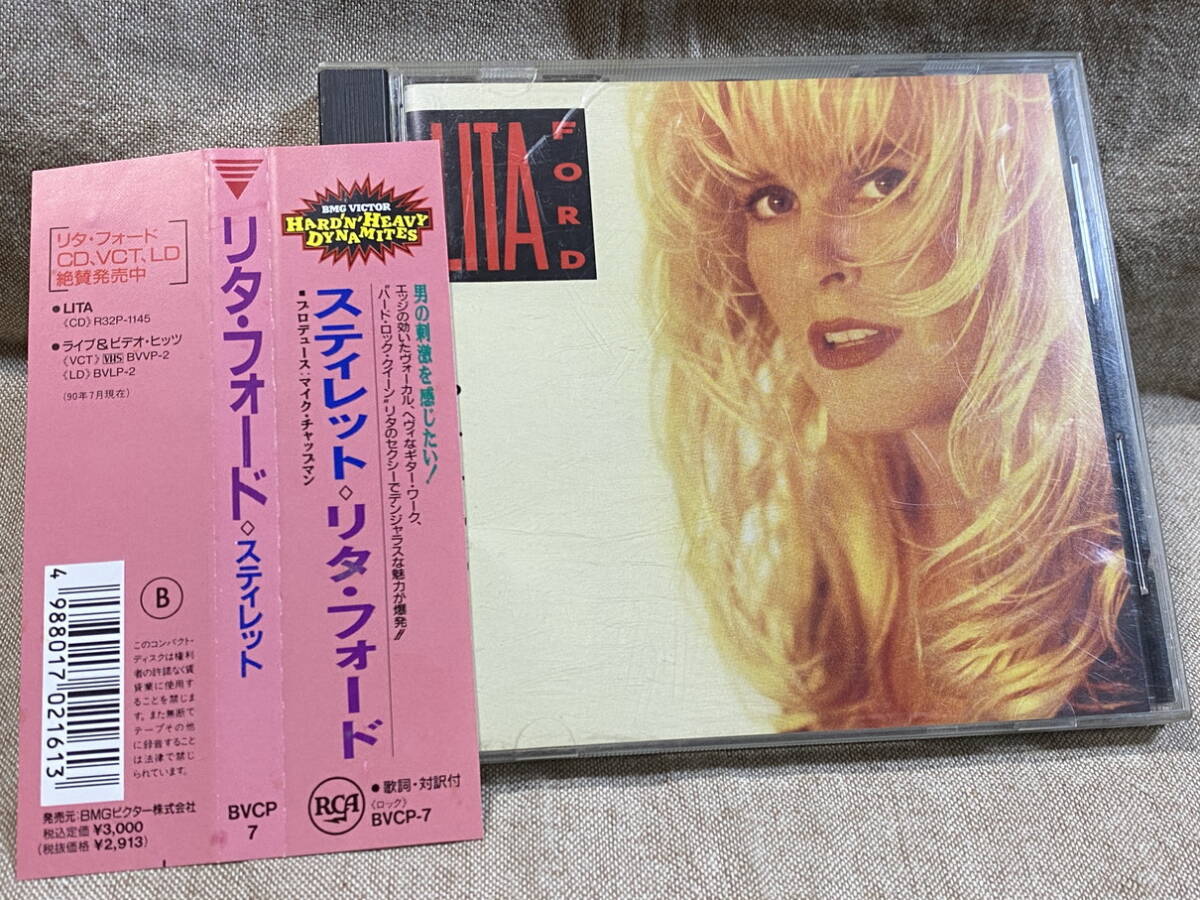 リタ・フォード
CD、VCT、LD
絶賛発売中
●LITA
《CD》R32P-1145
●ライブ&ビデオ・ヒッツ
《VCT》VHS BVVP-2
《LD》BVLP-2
(90年7月現在)
B
4988017021613
このコンパクト・
ディスクは権利
者の許諾なく賃
貸業に使用す
ることを禁じま
す。また無断で
テープその他
に録音すること
は法律で禁じ
られています。
発売元:BMGビクター株式会社
税込定価 ¥3,000
(税抜価格 ¥2,913)
リタ・フォード◇スティレット
BVCP
7
BMG VICTOR
HARD'N'HEAVY
DYNAMITES
男の刺激を感じたい!
エッジの効いたヴォーカル、ヘヴィなギター・ワーク、
"ハード・ロック・クイーン"リタのセクシーでデンジャラスな魅力が爆発!!
スティレット◇リタ・フォード
■プロデュース:マイク・チャップマン
RCA
●歌詞・対訳付
《ロック》
BVCP-7
LITA
FORD